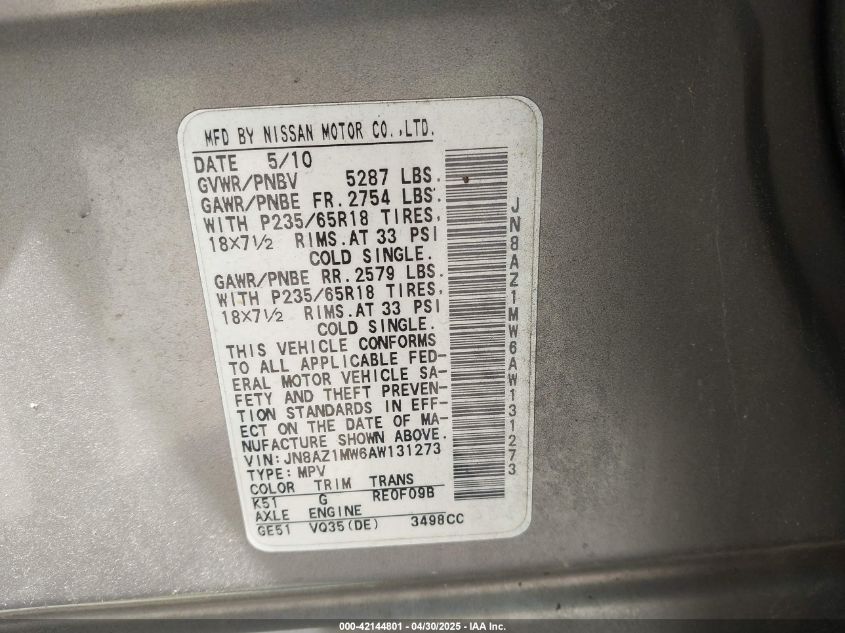 MFD BY NISSAN MOTOR CO.,LTD.
DATE 5/10
GVWR/PNBV 5287 LBS.
GAWR/PNBE FR. 2754 LBS.
WITH P235/65R18 TIRES,
18X7½ RIMS.AT 33 PSI
COLD SINGLE.
GAWR/PNBE RR. 2579 LBS.
WITH P235/65R18 TIRES,
18X7½ RIMS.AT 33 PSI
COLD SINGLE.
THIS VEHICLE CONFORMS
TO ALL APPLICABLE FED-
ERAL MOTOR VEHICLE SA-
FETY AND THEFT PREVEN-
TION STANDARDS IN EFF-
ECT ON THE DATE OF MA-
NUFACTURE SHOWN ABOVE.
VIN:JN8AZ1MW6AW131273
TYPE:MPV
COLOR TRIM TRANS
K51 G RE0F09B
AXLE ENGINE
GE51 VQ35(DE) 3498CC
JN8AZ1MW6AW131273
000-42144801 - 04/30/2025 - IAA Inc.